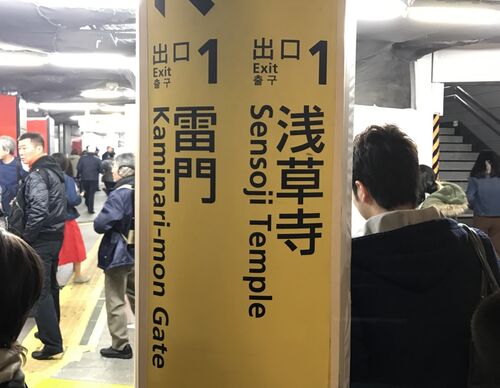 出口 1
Exit
출구
雷門
Kaminari-mon Gate
出口 1
Exit
출구
浅草寺
Sensoji Temple